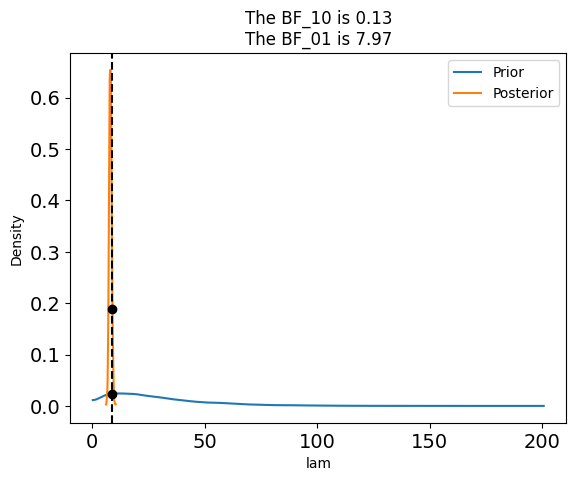 The BF_10 is 0.13
The BF_01 is 7.97
Prior
Posterior
0.6
0.5
0.4
0.3
0.2
0.1
0.0
Density
0 50 100 150 200
lam